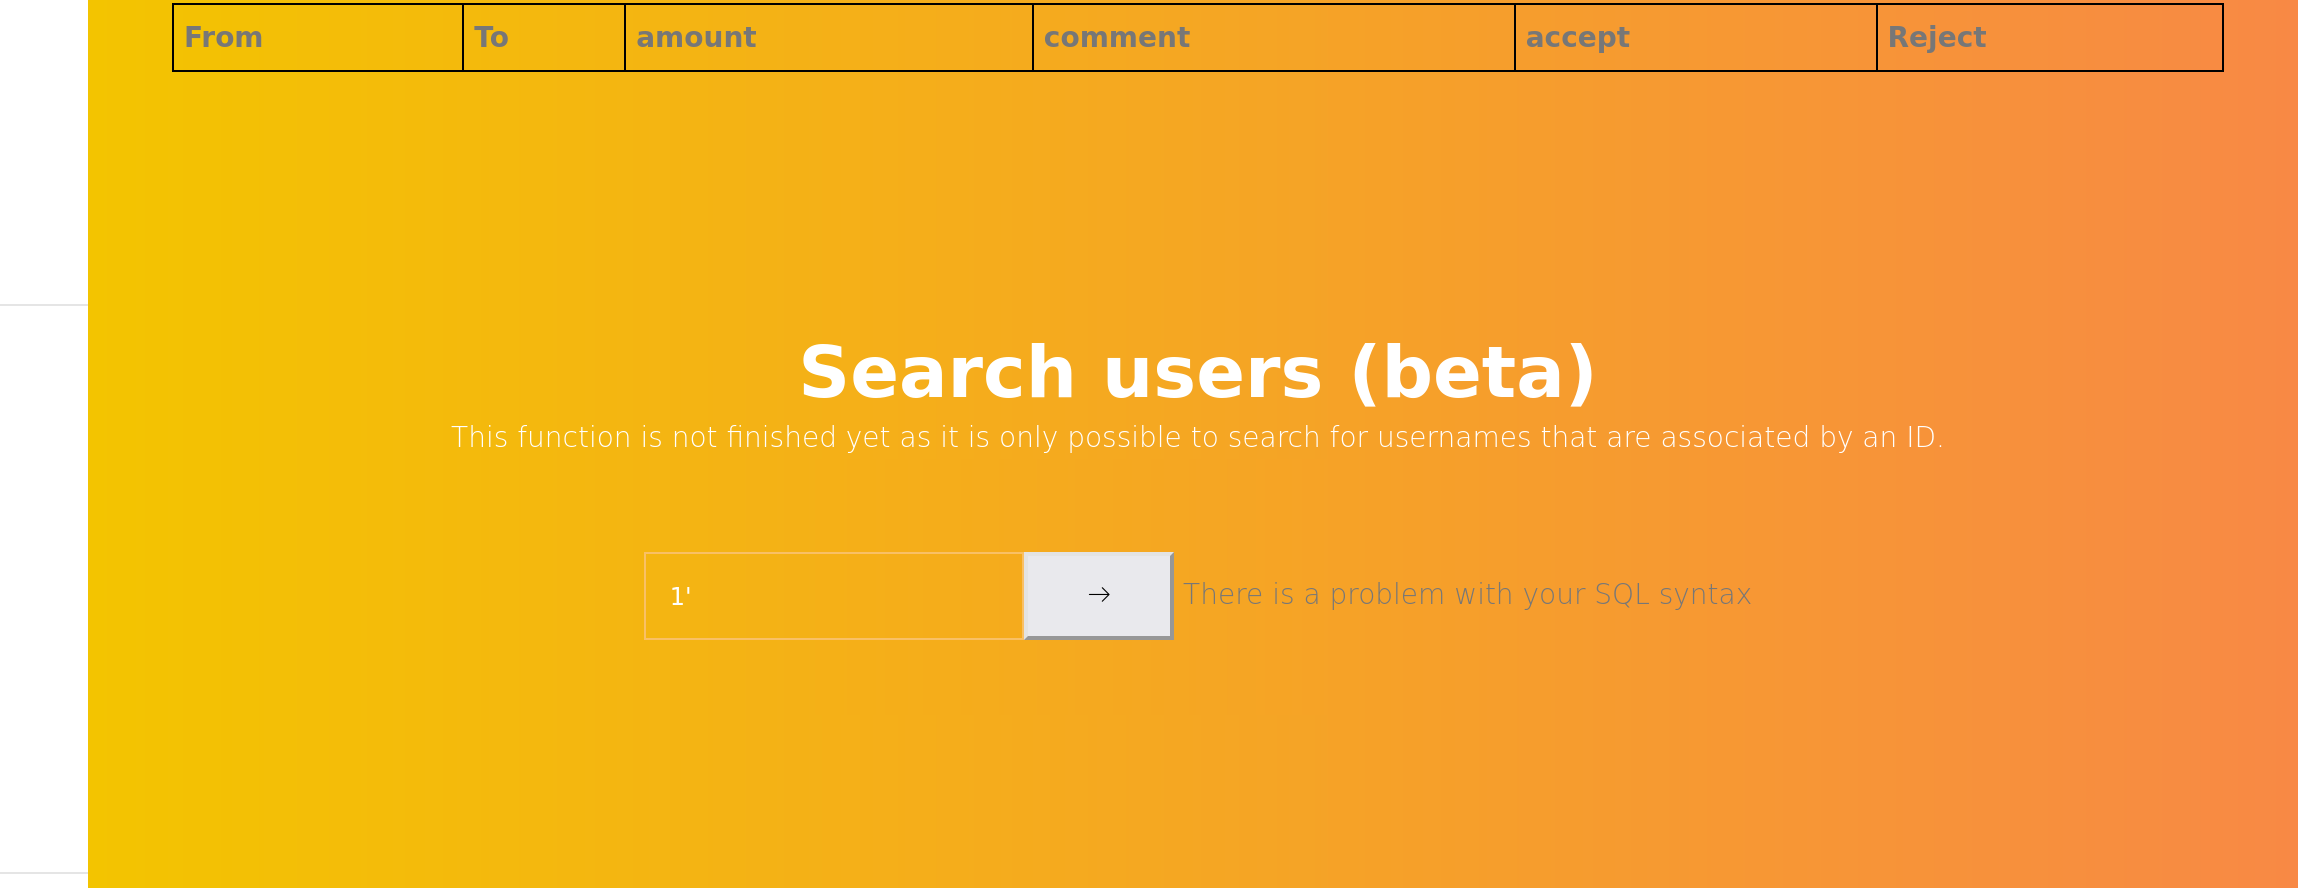 From To amount comment accept Reject
Search users (beta)
This function is not finished yet as it is only possible to search for usernames that are associated by an ID.
1' → There is a problem with your SQL syntax